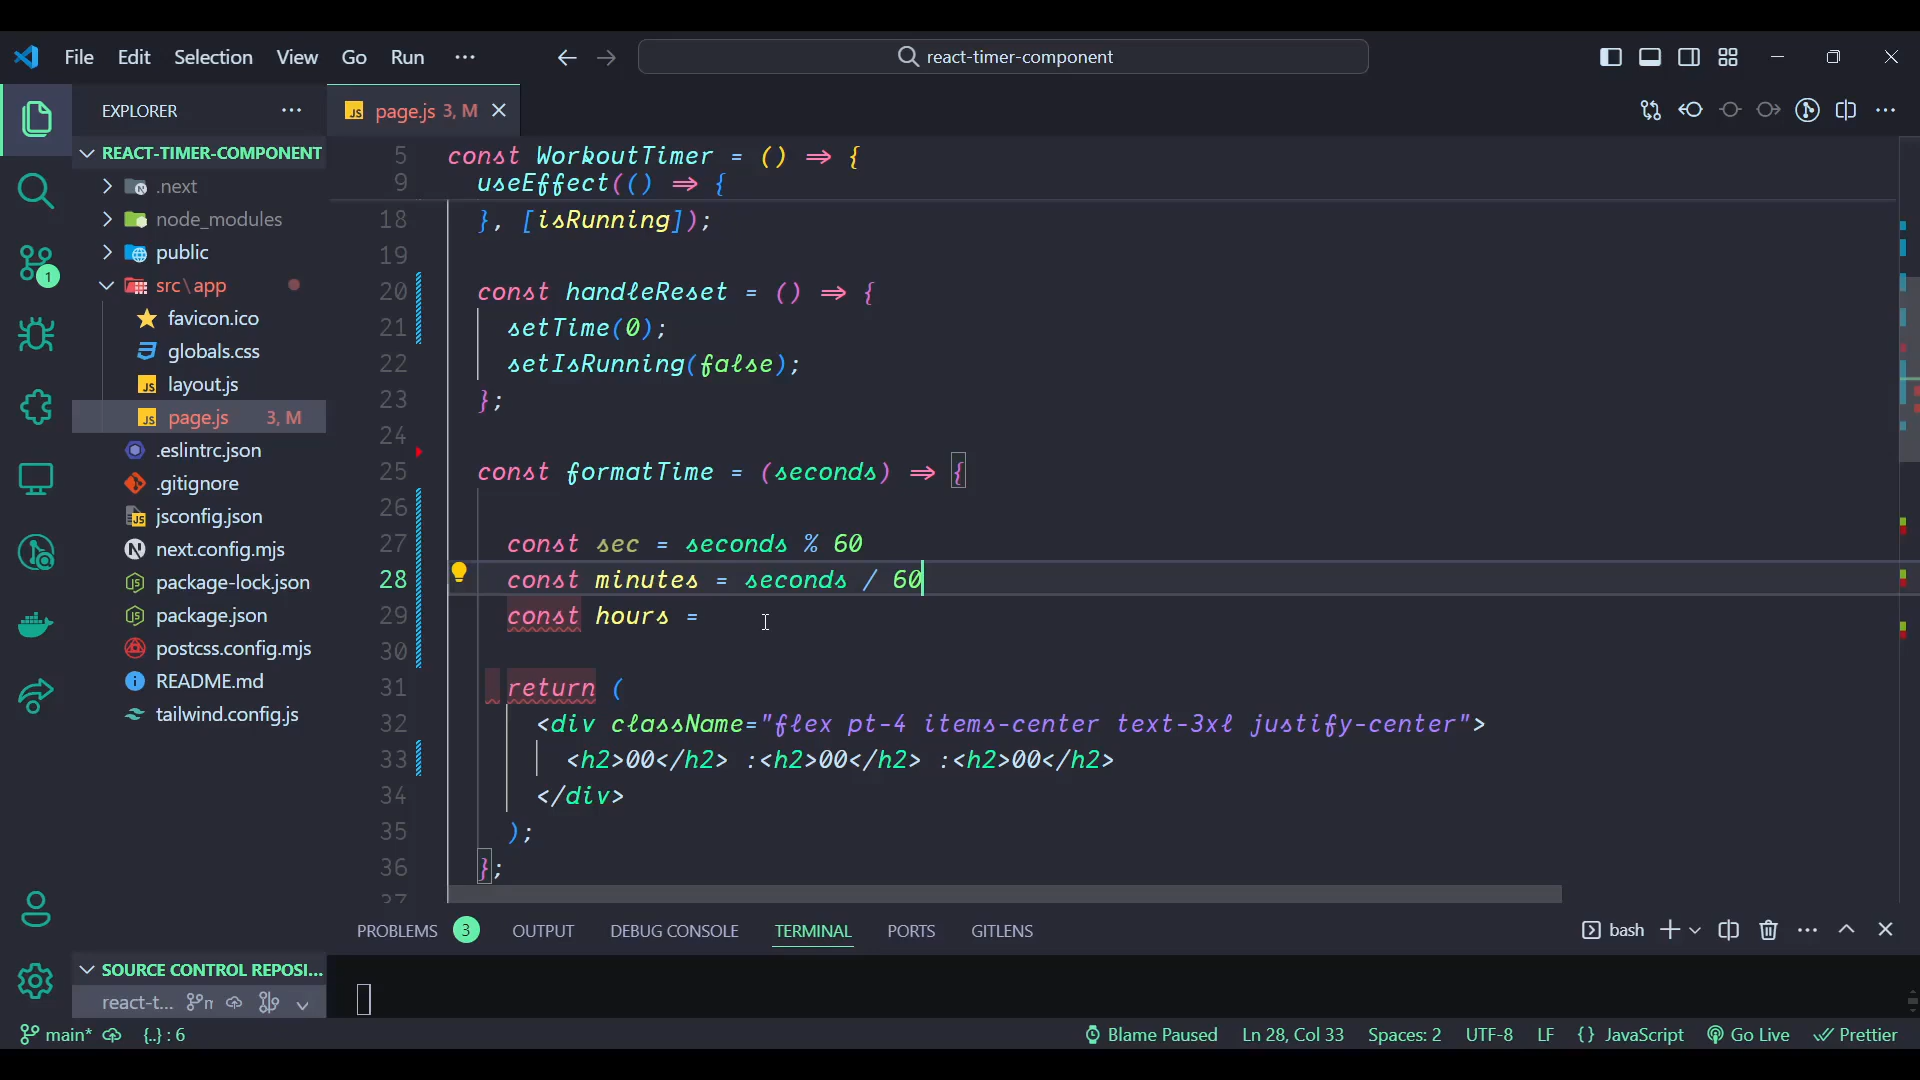 File Edit Selection View Go Run ··· react-timer-component
EXPLORER ···
page.js 3, M
REACT-TIMER-COMPONENT
.next
node_modules
public
src\app
favicon.ico
globals.css
layout.js
page.js 3, M
.eslintrc.json
.gitignore
jsconfig.json
next.config.mjs
package-lock.json
package.json
postcss.config.mjs
README.md
tailwind.config.js
1
5 const WorkoutTimer = () => {
9 useEffect(() => {
18 }, [isRunning]);
19
20 const handleReset = () => {
21 setTime(0);
22 setIsRunning(false);
23 };
24
25 const formatTime = (seconds) => {
26
27 const sec = seconds % 60
28 const minutes = seconds / 60
29 const hours =
30
31 return (
32 <div className="flex pt-4 items-center text-3xl justify-center">
33 <h2>00</h2> :<h2>00</h2> :<h2>00</h2>
34 </div>
35 );
36 };
37
PROBLEMS 3 OUTPUT DEBUG CONSOLE TERMINAL PORTS GITLENS bash
SOURCE CONTROL REPOSI...
react-t...
main* {..} : 6 Blame Paused Ln 28, Col 33 Spaces: 2 UTF-8 LF {} JavaScript Go Live Prettier